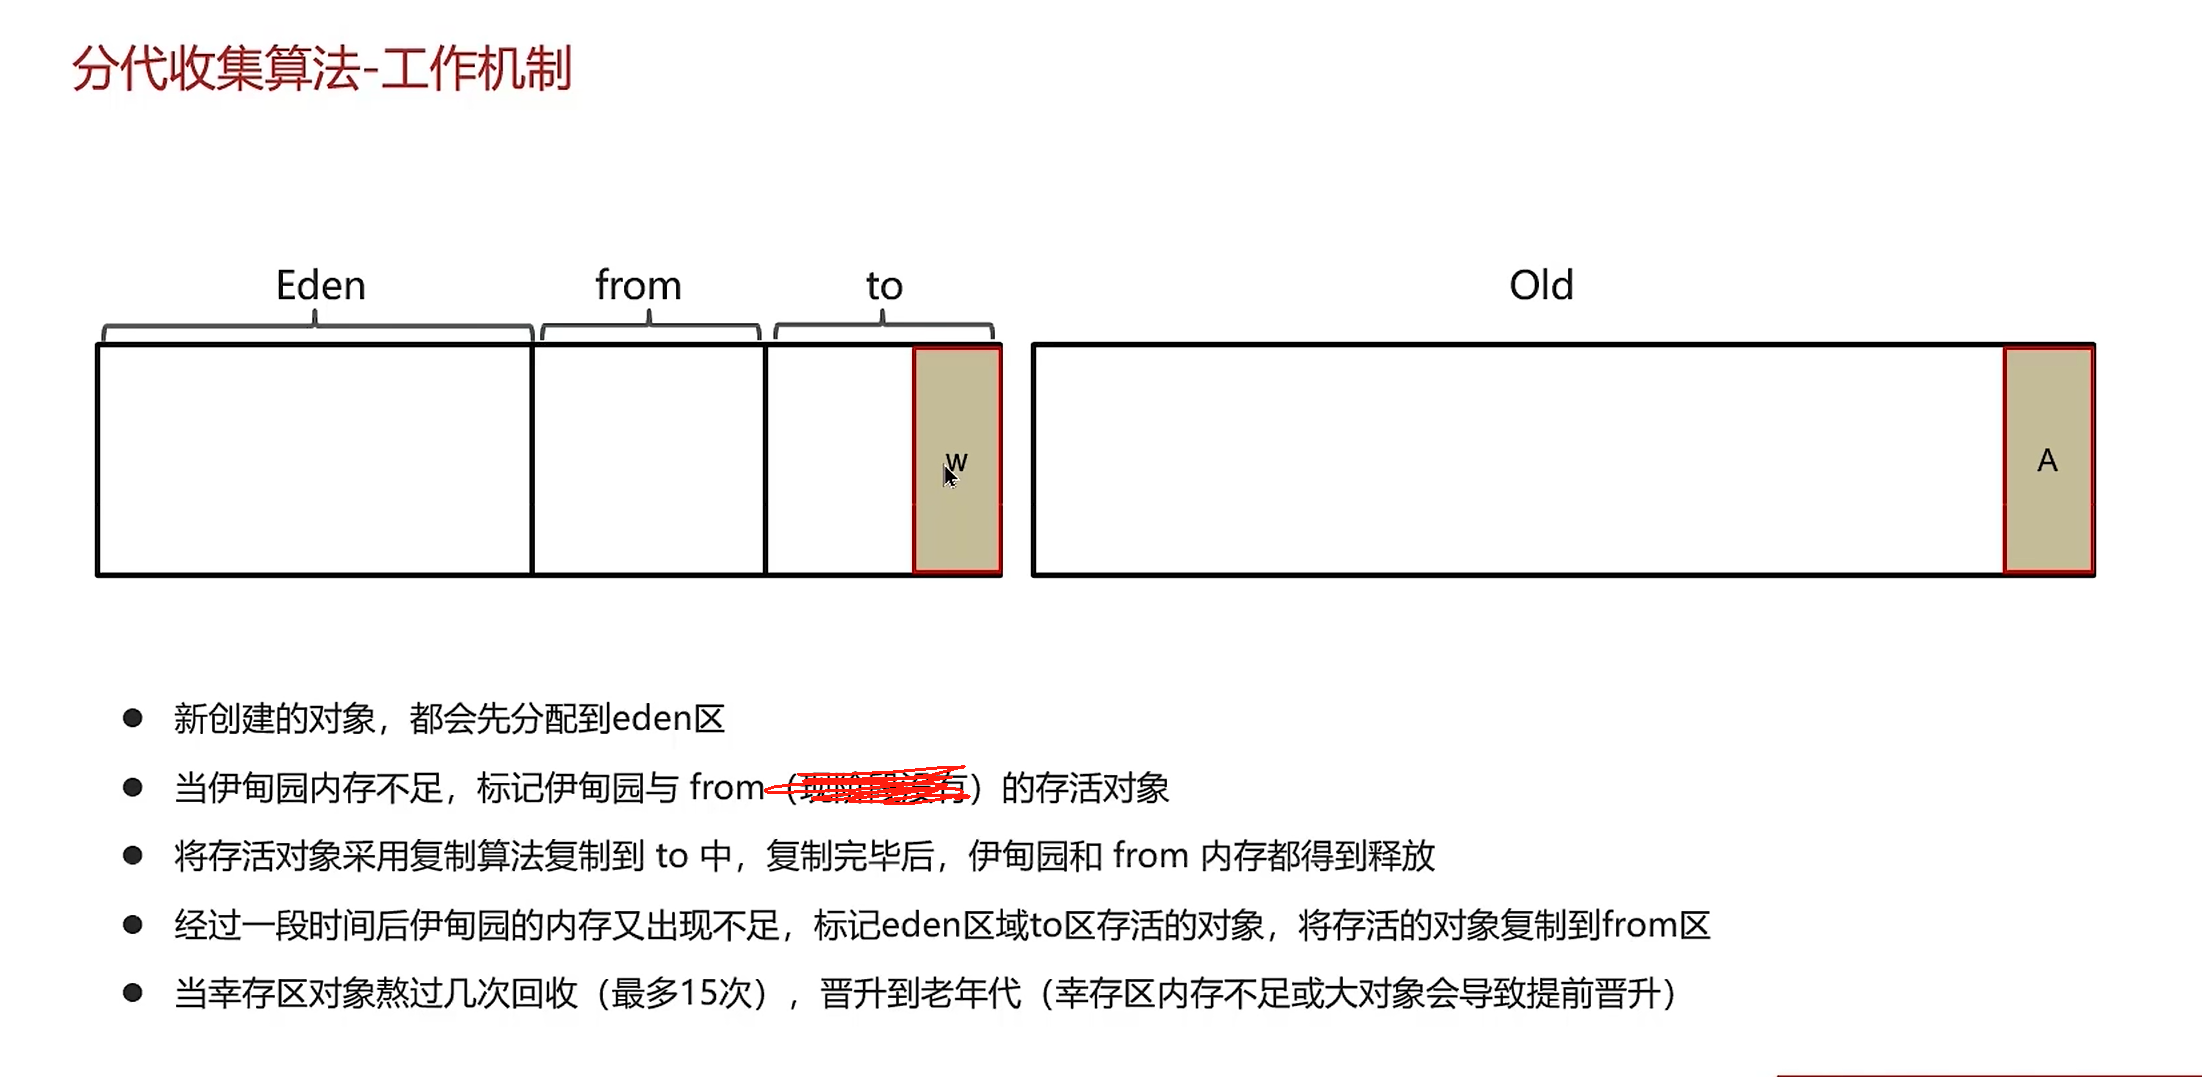 分代收集算法-工作机制
Eden from to Old
w A
● 新创建的对象，都会先分配到eden区
● 当伊甸园内存不足，标记伊甸园与 from（）的存活对象
● 将存活对象采用复制算法复制到 to 中，复制完毕后，伊甸园和 from 内存都得到释放
● 经过一段时间后伊甸园的内存又出现不足，标记eden区域to区存活的对象，将存活的对象复制到from区
● 当幸存区对象熬过几次回收（最多15次），晋升到老年代（幸存区内存不足或大对象会导致提前晋升）